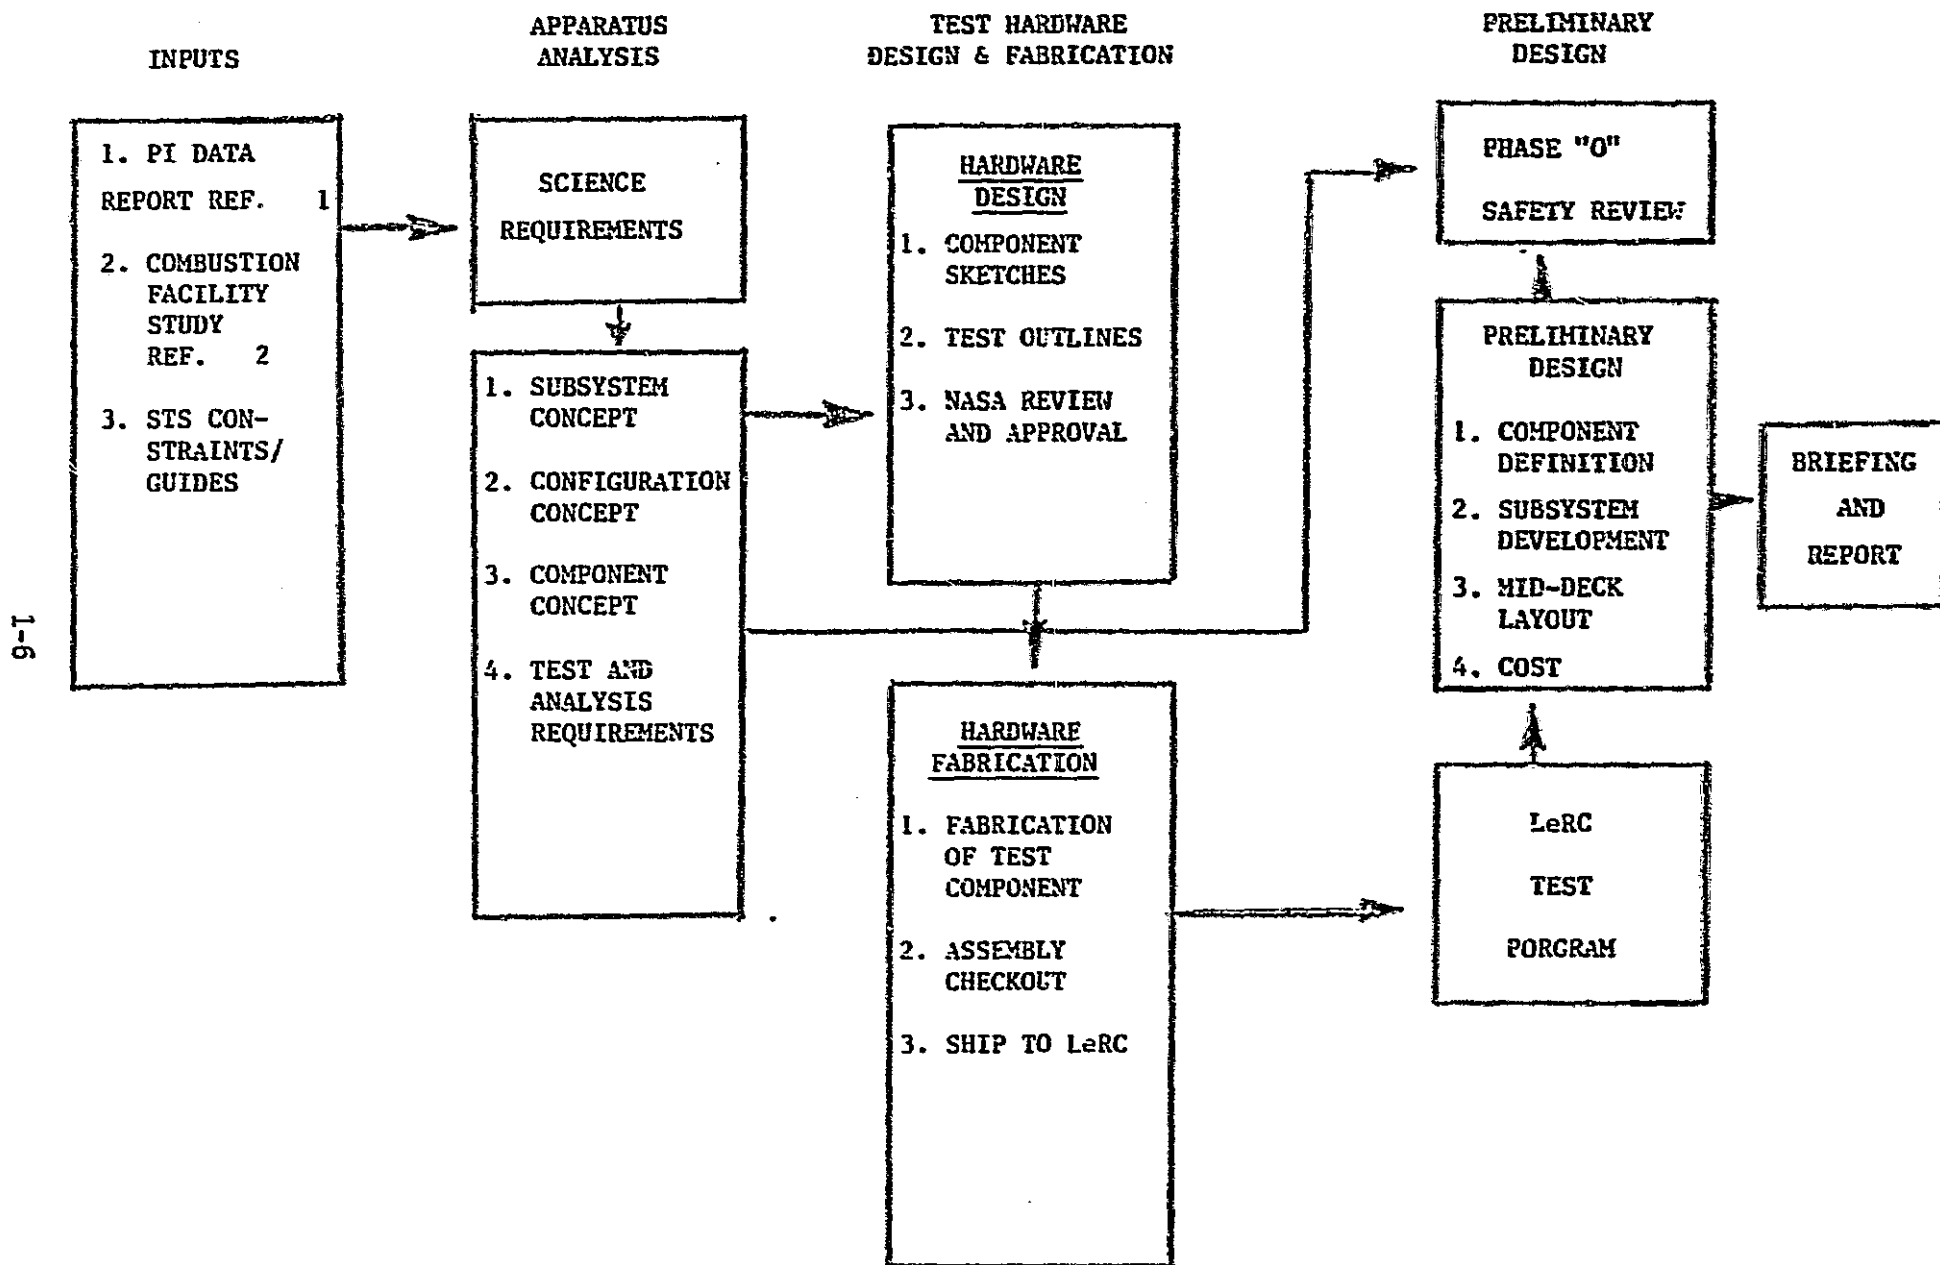 INPUTS
1. PI DATA
REPORT REF. 1
2. COMBUSTION
FACILITY
STUDY
REF. 2
3. STS CON-
STRAINTS/
GUIDES
APPARATUS
ANALYSIS
SCIENCE
REQUIREMENTS
1. SUBSYSTEM
CONCEPT
2. CONFIGURATION
CONCEPT
3. COMPONENT
CONCEPT
4. TEST AND
ANALYSIS
REQUIREMENTS
TEST HARDWARE
DESIGN & FABRICATION
HARDWARE
DESIGN
1. COMPONENT
SKETCHES
2. TEST OUTLINES
3. NASA REVIEW
AND APPROVAL
HARDWARE
FABRICATION
1. FABRICATION
OF TEST
COMPONENT
2. ASSEMBLY
CHECKOUT
3. SHIP TO LeRC
PRELIMINARY
DESIGN
PHASE "O"
SAFETY REVIEW
PRELIMINARY
DESIGN
1. COMPONENT
DEFINITION
2. SUBSYSTEM
DEVELOPMENT
3. MID-DECK
LAYOUT
4. COST
LeRC
TEST
PORGRAM
BRIEFING
AND
REPORT
1-6